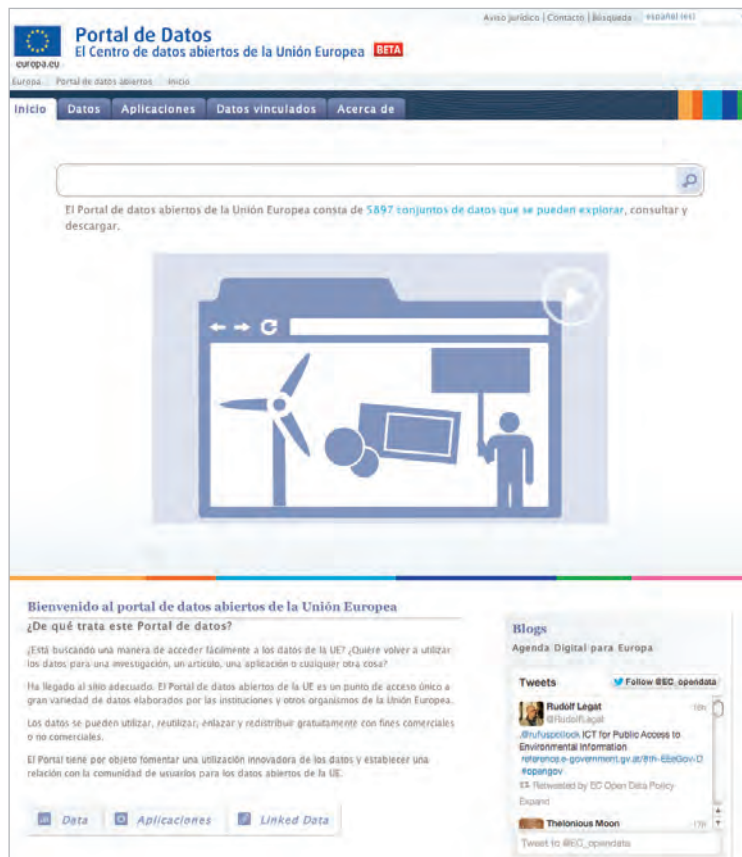 Aviso jurídico | Contacto | Búsqueda español (es)
Portal de Datos
El Centro de datos abiertos de la Unión Europea BETA
europa.eu
Europa Portal de datos abiertos Inicio
Inicio Datos Aplicaciones Datos vinculados Acerca de
El Portal de datos abiertos de la Unión Europea consta de 5897 conjuntos de datos que se pueden explorar, consultar y
descargar.
Bienvenido al portal de datos abiertos de la Unión Europea
¿De qué trata este Portal de datos?
¿Está buscando una manera de acceder fácilmente a los datos de la UE? ¿Quiere volver a utilizar
los datos para una investigación, un artículo, una aplicación o cualquier otra cosa?
Ha llegado al sitio adecuado. El Portal de datos abiertos de la UE es un punto de acceso único a
gran variedad de datos elaborados por las instituciones y otros organismos de la Unión Europea.
Los datos se pueden utilizar, reutilizar, enlazar y redistribuir gratuitamente con fines comerciales
o no comerciales.
El Portal tiene por objeto fomentar una utilización innovadora de los datos y establecer una
relación con la comunidad de usuarios para los datos abiertos de la UE.
Data Aplicaciones Linked Data
Blogs
Agenda Digital para Europa
Tweets Follow @EC_opendata
Rudolf Legat
@RudolfLegat
.@rufuspollock ICT for Public Access to
Environmental Information
reference.e-government.gv.at/8th-EEeGov-D
#opengov
Retweeted by EC Open Data Policy
Expand
Thelonious Moon
Tweet to @EC_opendata